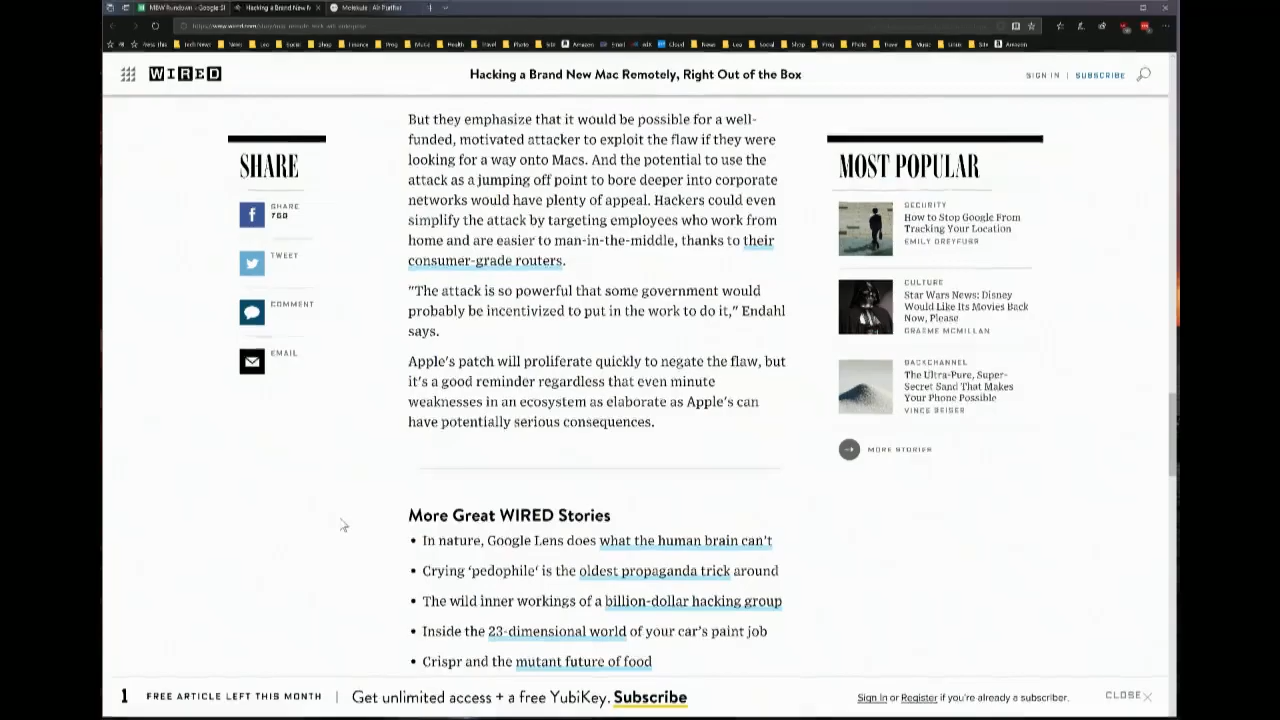 Hacking a Brand New M
Molekule : Air Purifier
WIRED
Hacking a Brand New Mac Remotely, Right Out of the Box
SIGN IN | SUBSCRIBE
SHARE
SHARE
760
TWEET
COMMENT
EMAIL
But they emphasize that it would be possible for a well-
funded, motivated attacker to exploit the flaw if they were
looking for a way onto Macs. And the potential to use the
attack as a jumping off point to bore deeper into corporate
networks would have plenty of appeal. Hackers could even
simplify the attack by targeting employees who work from
home and are easier to man-in-the-middle, thanks to their
consumer-grade routers.
"The attack is so powerful that some government would
probably be incentivized to put in the work to do it," Endahl
says.
Apple's patch will proliferate quickly to negate the flaw, but
it's a good reminder regardless that even minute
weaknesses in an ecosystem as elaborate as Apple's can
have potentially serious consequences.
More Great WIRED Stories
• In nature, Google Lens does what the human brain can't
• Crying 'pedophile' is the oldest propaganda trick around
• The wild inner workings of a billion-dollar hacking group
• Inside the 23-dimensional world of your car's paint job
• Crispr and the mutant future of food
MOST POPULAR
SECURITY
How to Stop Google From
Tracking Your Location
EMILY DREYFUSS
CULTURE
Star Wars News: Disney
Would Like Its Movies Back
Now, Please
GRAEME MCMILLAN
BACKCHANNEL
The Ultra-Pure, Super-
Secret Sand That Makes
Your Phone Possible
VINCE BEISER
MORE STORIES
1 FREE ARTICLE LEFT THIS MONTH | Get unlimited access + a free YubiKey. Subscribe
Sign In or Register if you're already a subscriber.
CLOSE